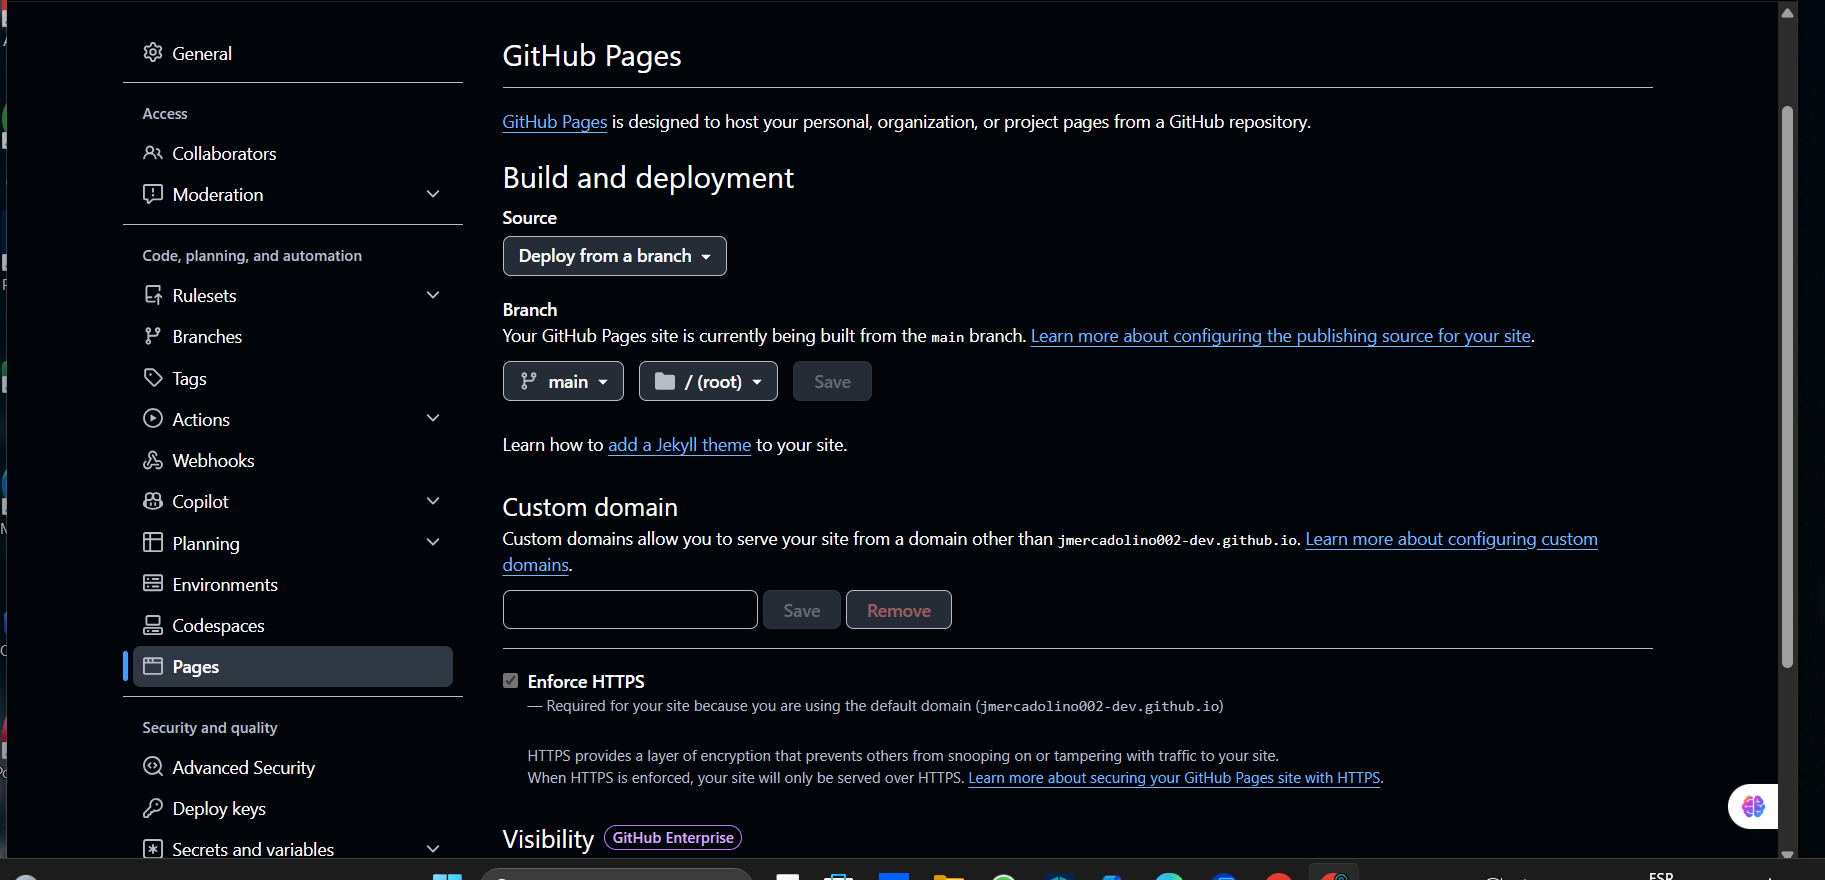 General
Access
Collaborators
Moderation
Code, planning, and automation
Rulesets
Branches
Tags
Actions
Webhooks
Copilot
Planning
Environments
Codespaces
Pages
Security and quality
Advanced Security
Deploy keys
Secrets and variables
GitHub Pages
GitHub Pages is designed to host your personal, organization, or project pages from a GitHub repository.
Build and deployment
Source
Deploy from a branch
Branch
Your GitHub Pages site is currently being built from the main branch. Learn more about configuring the publishing source for your site.
main / (root) Save
Learn how to add a Jekyll theme to your site.
Custom domain
Custom domains allow you to serve your site from a domain other than jmercadolino002-dev.github.io. Learn more about configuring custom
domains.
Save Remove
Enforce HTTPS
— Required for your site because you are using the default domain (jmercadolino002-dev.github.io)
HTTPS provides a layer of encryption that prevents others from snooping on or tampering with traffic to your site.
When HTTPS is enforced, your site will only be served over HTTPS. Learn more about securing your GitHub Pages site with HTTPS.
Visibility GitHub Enterprise
ESP